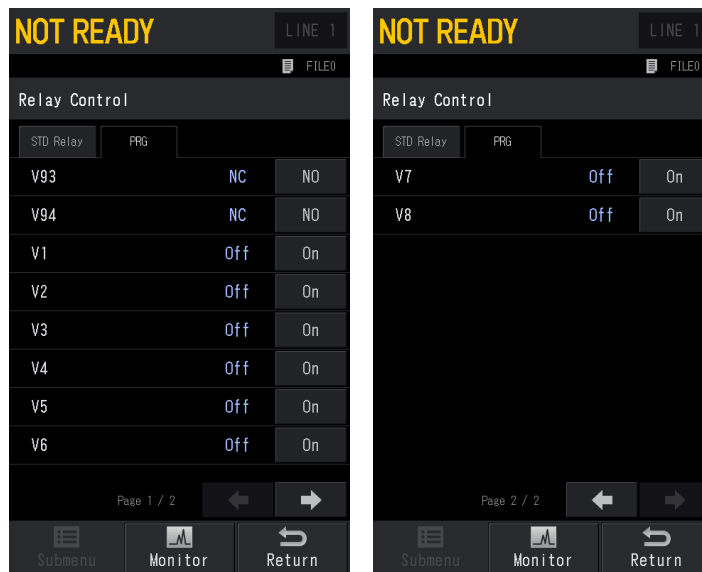 NOT READY LINE 1
FILE0
Relay Control
STD Relay PRG
V93 NC NO
V94 NC NO
V1 Off On
V2 Off On
V3 Off On
V4 Off On
V5 Off On
V6 Off On
Page 1 / 2
Submenu Monitor Return
NOT READY LINE 1
FILE0
Relay Control
STD Relay PRG
V7 Off On
V8 Off On
Page 2 / 2
Submenu Monitor Return